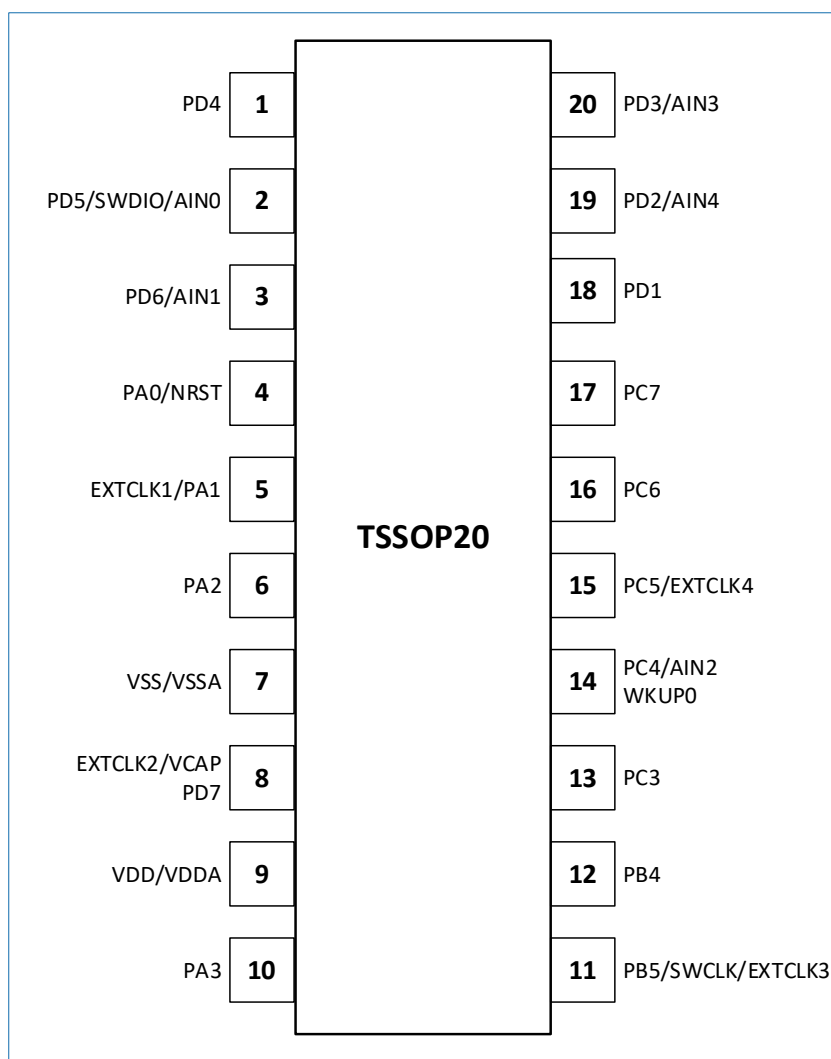 PD4 1
PD5/SWDIO/AIN0 2
PD6/AIN1 3
PA0/NRST 4
EXTCLK1/PA1 5
PA2 6
VSS/VSSA 7
EXTCLK2/VCAP
PD7 8
VDD/VDDA 9
PA3 10
TSSOP20
20 PD3/AIN3
19 PD2/AIN4
18 PD1
17 PC7
16 PC6
15 PC5/EXTCLK4
14 PC4/AIN2
WKUP0
13 PC3
12 PB4
11 PB5/SWCLK/EXTCLK3